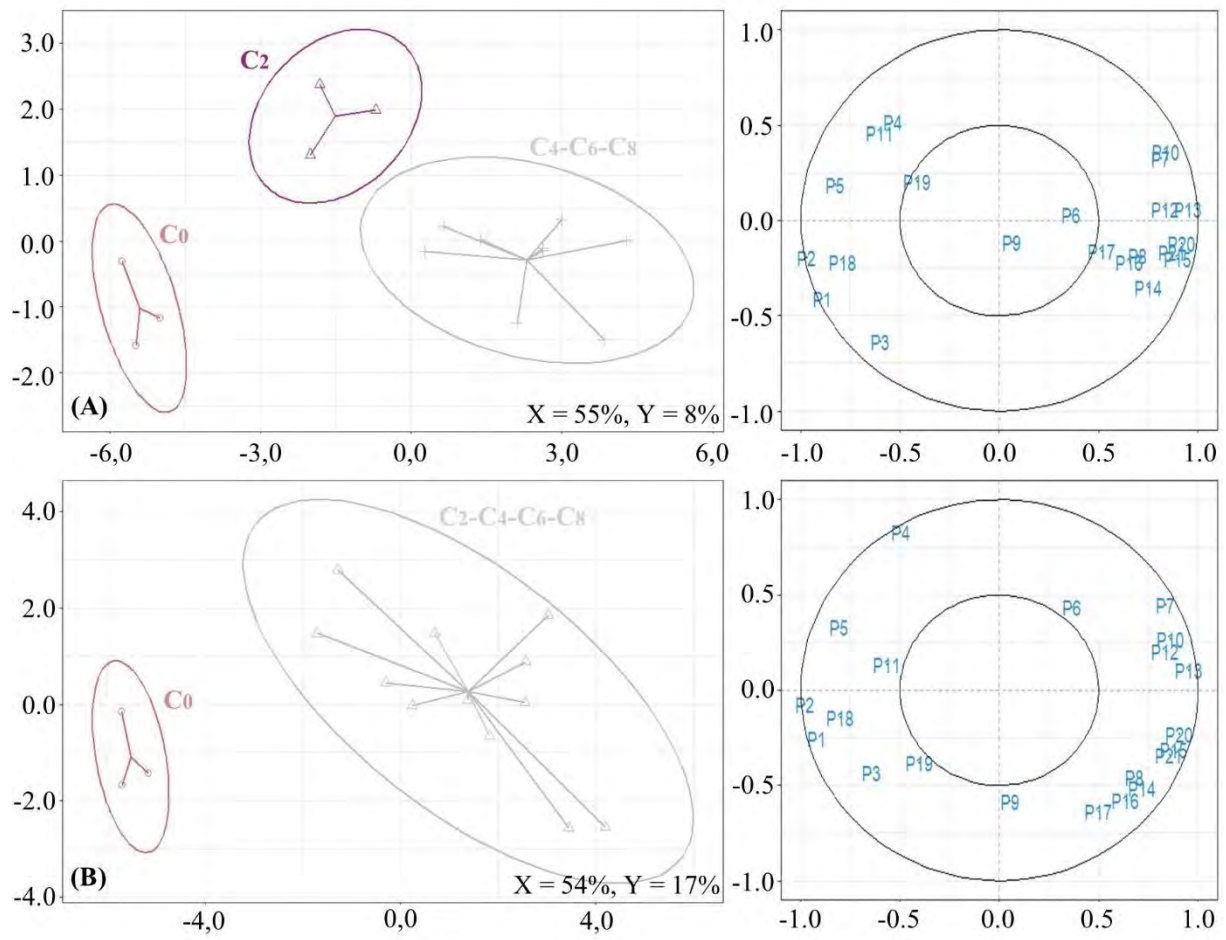 3.0
2.0
1.0
0.0
-1.0
-2.0
C2
C0
C4-C6-C8
(A)
X = 55%, Y = 8%
-6,0 -3,0 0,0 3,0 6,0
1.0
0.5
0.0
-0.5
-1.0
P4
P11
P10
P7
P5
P19
P12 P13
P6
P9
P20
P17
P2
P18
P16
P8
P15
P14
P1
P3
-1.0 -0.5 0.0 0.5 1.0
4.0
2.0
0.0
-2.0
-4.0
C2-C4-C6-C8
C0
(B)
X = 54%, Y = 17%
-4,0 0,0 4,0
1.0
0.5
0.0
-0.5
-1.0
P4
P6
P7
P5
P10
P12
P11
P13
P2
P18
P1
P20
P15
P21
P3
P19
P8
P14
P9
P16
P17
-1.0 -0.5 0.0 0.5 1.0